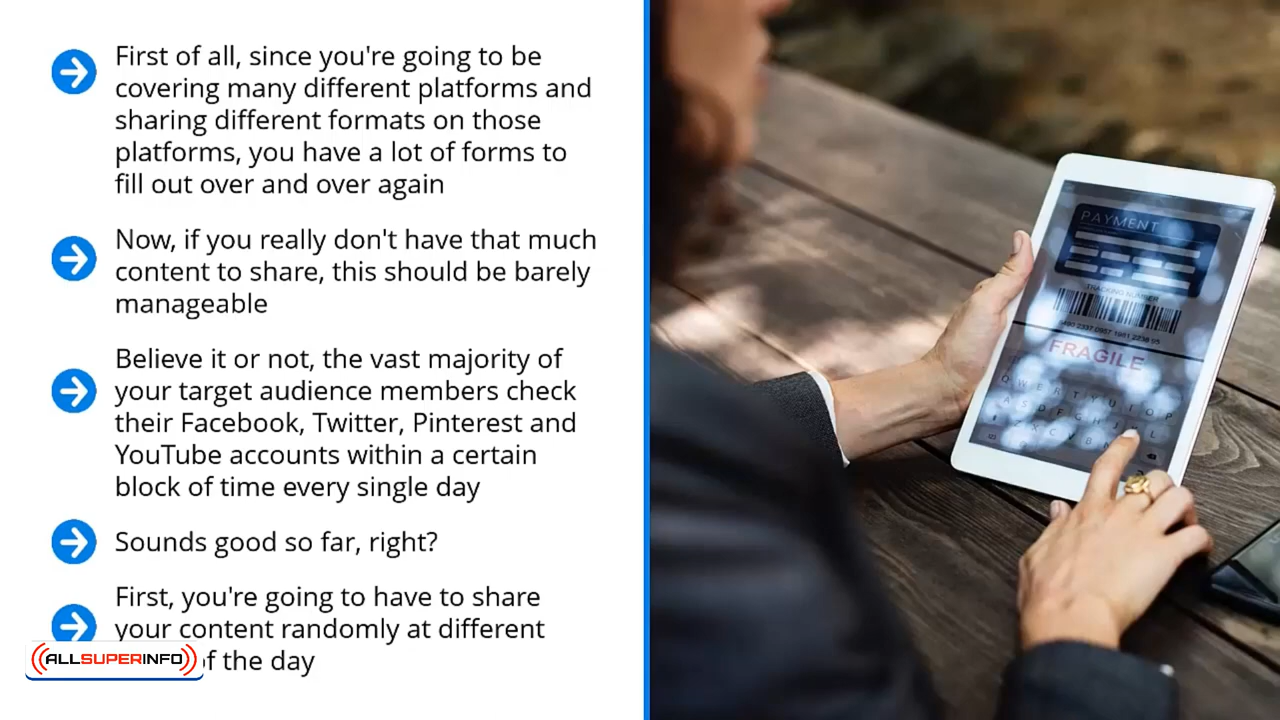 First of all, since you're going to be
covering many different platforms and
sharing different formats on those
platforms, you have a lot of forms to
fill out over and over again
Now, if you really don't have that much
content to share, this should be barely
manageable
Believe it or not, the vast majority of
your target audience members check
their Facebook, Twitter, Pinterest and
YouTube accounts within a certain
block of time every single day
Sounds good so far, right?
First, you're going to have to share
your content randomly at different
of the day
ALLSUPERINFO
PAYMENT
TRACKING NUMBER
FRAGILE